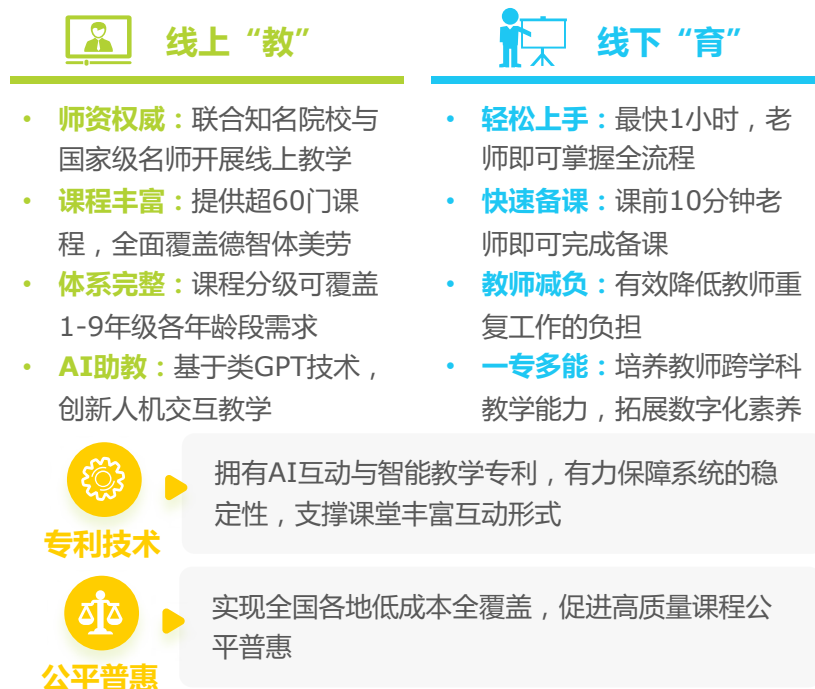 线上“教”
• 师资权威：联合知名院校与
国家级名师开展线上教学
• 课程丰富：提供超60门课
程，全面覆盖德智体美劳
• 体系完整：课程分级可覆盖
1-9年级各年龄段需求
• AI助教：基于类GPT技术，
创新人机交互教学
线下“育”
• 轻松上手：最快1小时，老
师即可掌握全流程
• 快速备课：课前10分钟老
师即可完成备课
• 教师减负：有效降低教师重
复工作的负担
• 一专多能：培养教师跨学科
教学能力，拓展数字化素养
专利技术
拥有AI互动与智能教学专利，有力保障系统的稳
定性，支撑课堂丰富互动形式
公平普惠
实现全国各地低成本全覆盖，促进高质量课程公
平普惠